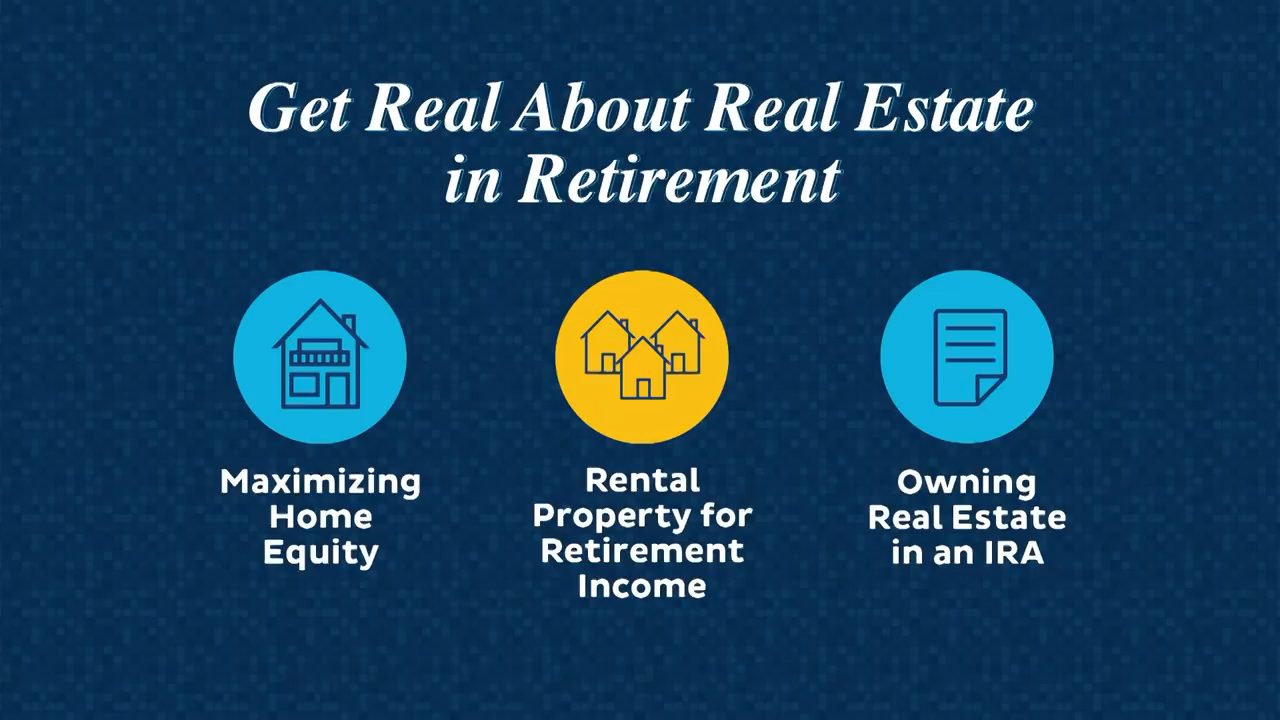 Get Real About Real Estate
in Retirement
Maximizing
Home
Equity
Rental
Property for
Retirement
Income
Owning
Real Estate
in an IRA